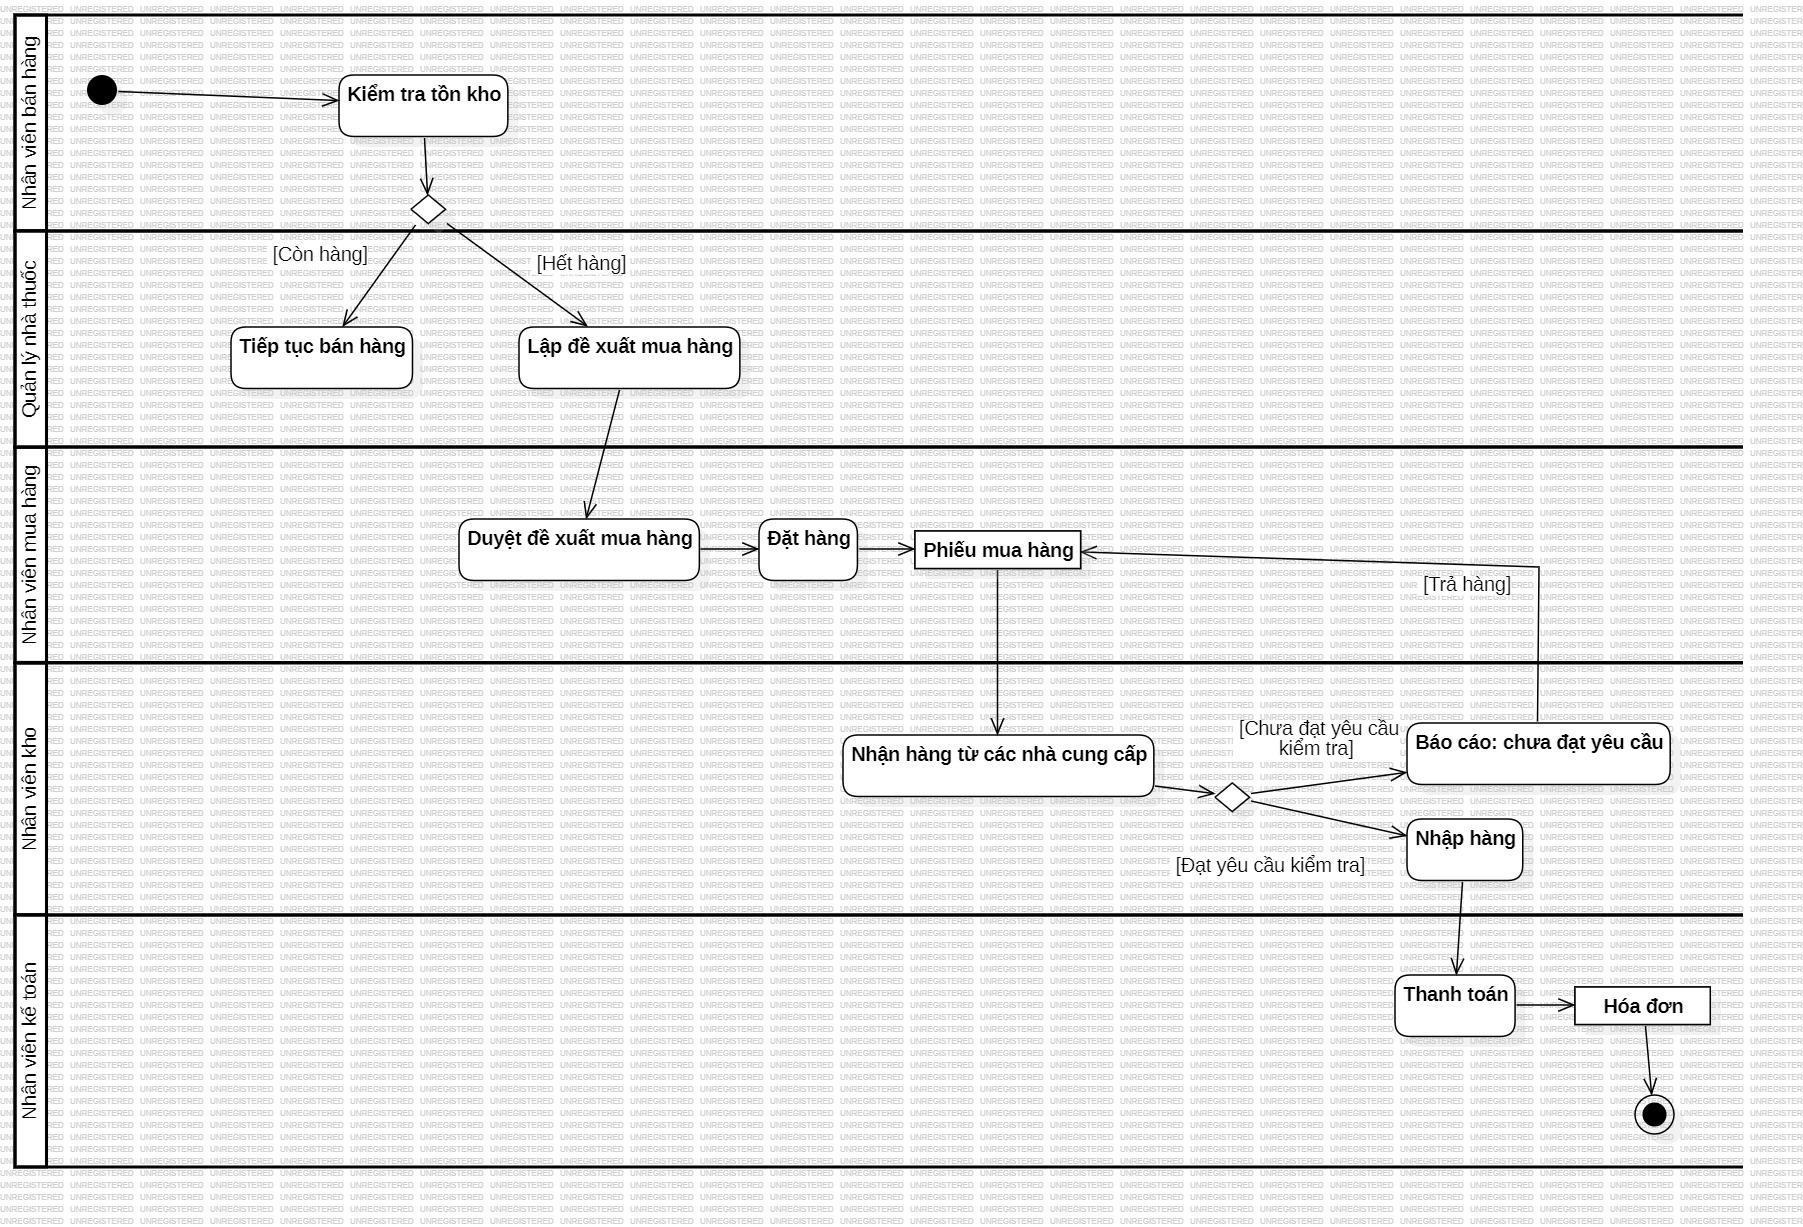 Nhân viên bán hàng
Kiểm tra tồn kho
Quản lý nhà thuốc
[Còn hàng]
[Hết hàng]
Tiếp tục bán hàng
Lập đề xuất mua hàng
Nhân viên mua hàng
Duyệt đề xuất mua hàng
Đặt hàng
Phiếu mua hàng
[Trả hàng]
Nhân viên kho
Nhận hàng từ các nhà cung cấp
[Chưa đạt yêu cầu
kiểm tra]
Báo cáo: chưa đạt yêu cầu
Nhập hàng
[Đạt yêu cầu kiểm tra]
Nhân viên kế toán
Thanh toán
Hóa đơn
UNREGISTERED